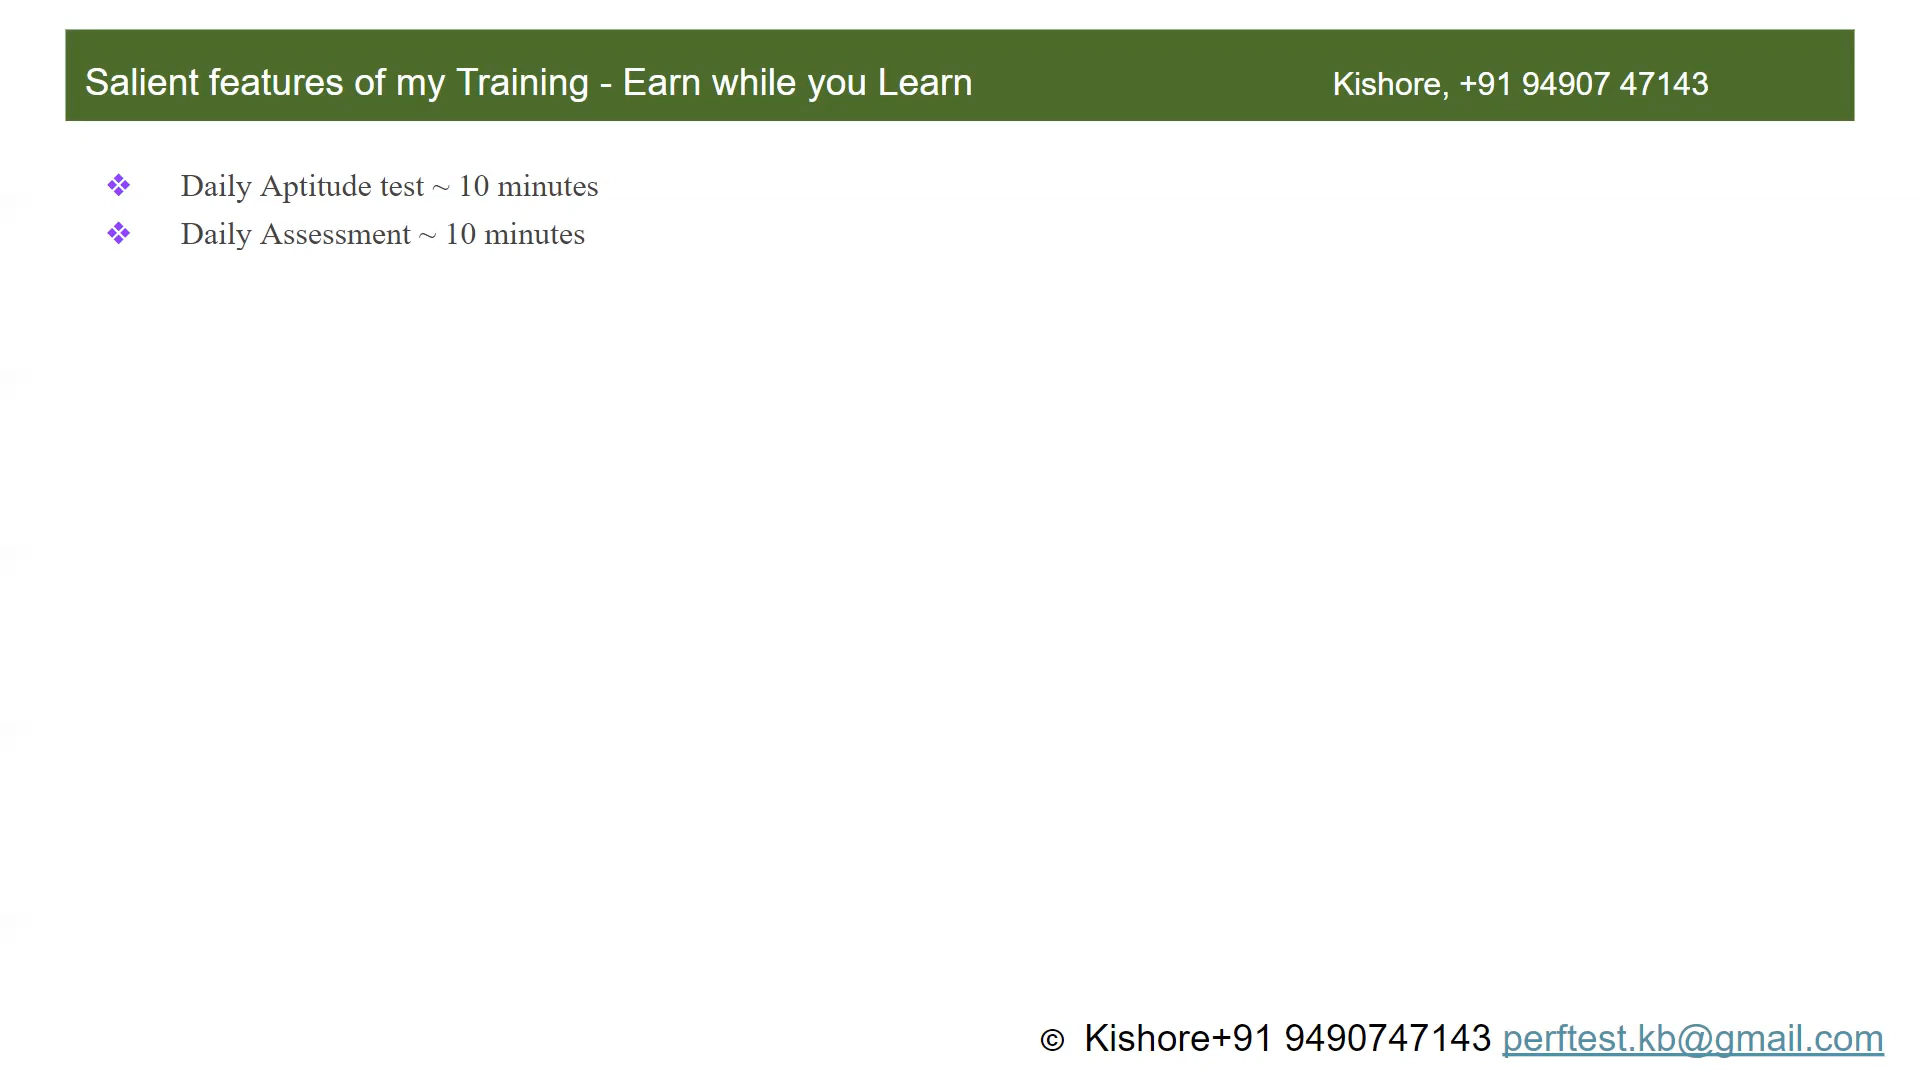 Salient features of my Training - Earn while you Learn
Kishore, +91 94907 47143
❖ Daily Aptitude test ~ 10 minutes
❖ Daily Assessment ~ 10 minutes
© Kishore+91 9490747143 perftest.kb@gmail.com